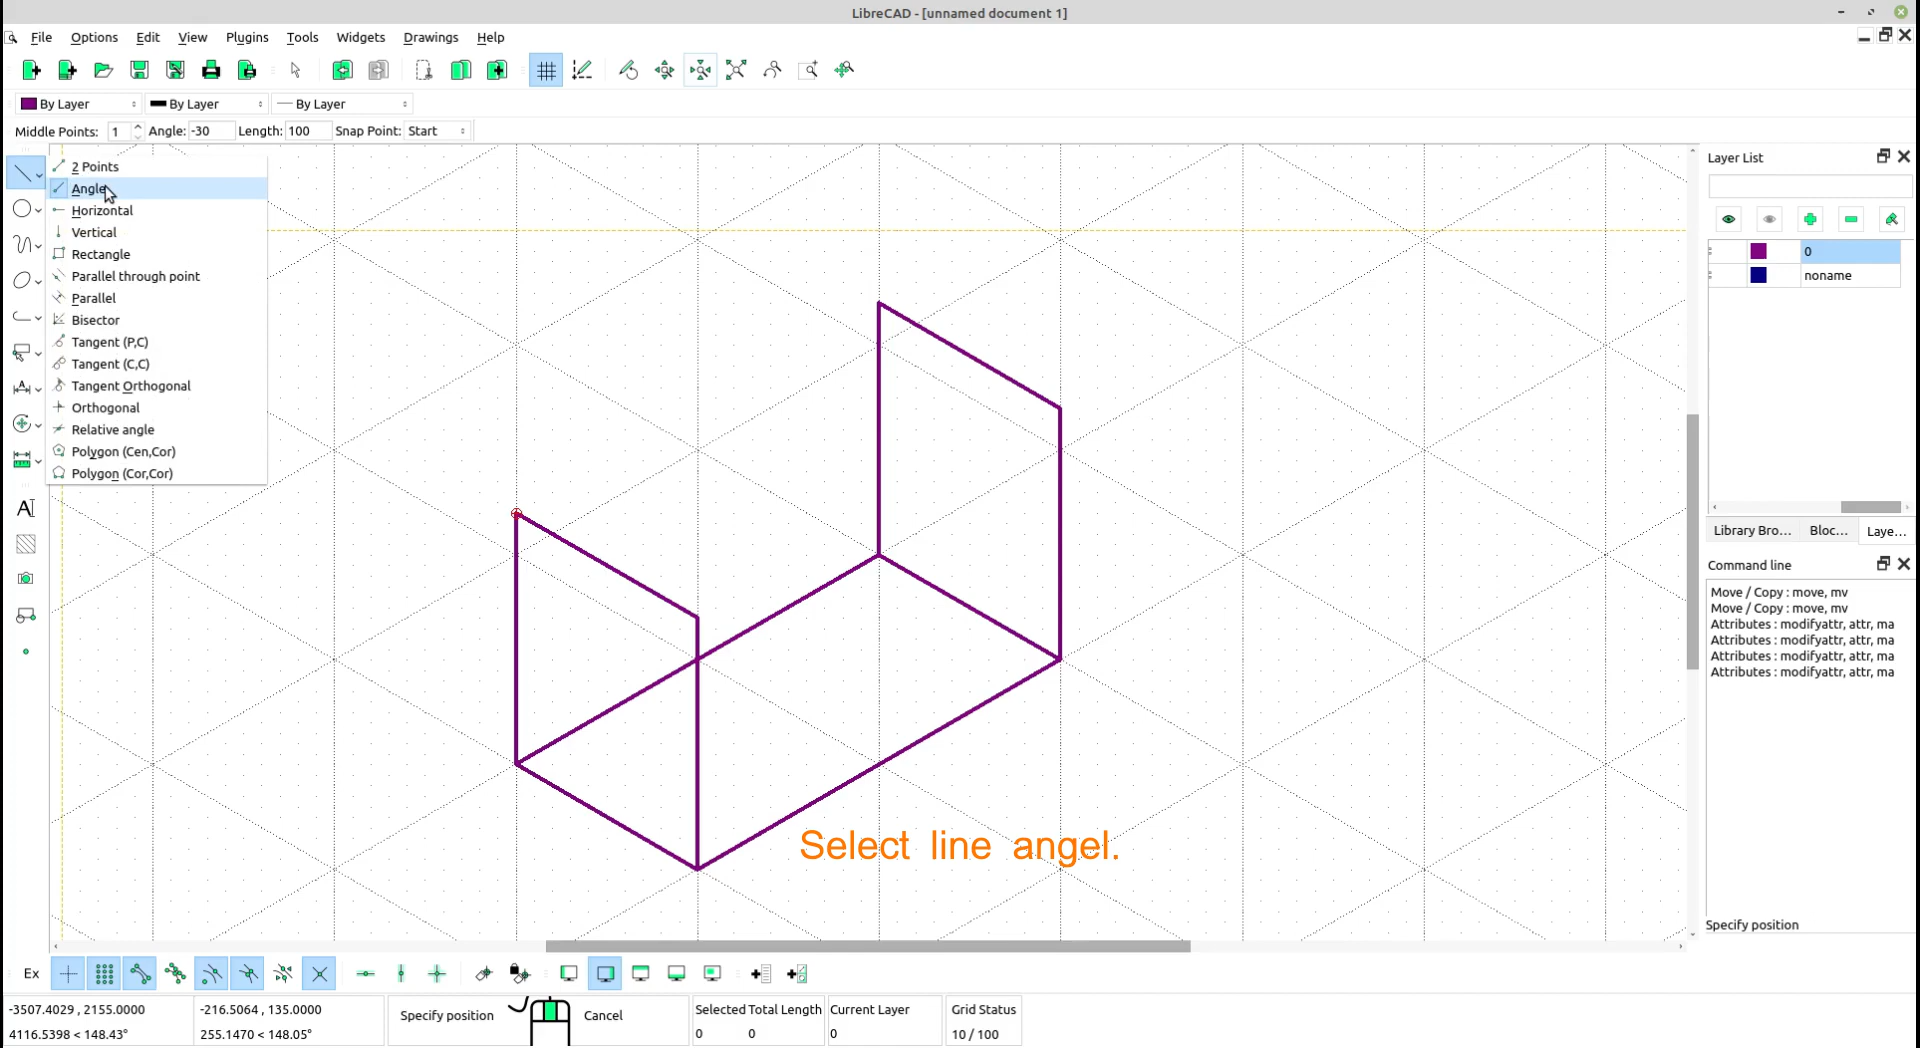 LibreCAD - [unnamed document 1]
File Options Edit View Plugins Tools Widgets Drawings Help
By Layer By Layer By Layer
Middle Points: 1 Angle: -30 Length: 100 Snap Point: Start
2 Points
Angle
Horizontal
Vertical
Rectangle
Parallel through point
Parallel
Bisector
Tangent (P,C)
Tangent (C,C)
Tangent Orthogonal
Orthogonal
Relative angle
Polygon (Cen,Cor)
Polygon (Cor,Cor)
Layer List
0
noname
Library Bro... Bloc... Laye...
Command line
Move / Copy : move, mv
Move / Copy : move, mv
Attributes : modifyattr, attr, ma
Attributes : modifyattr, attr, ma
Attributes : modifyattr, attr, ma
Attributes : modifyattr, attr, ma
Specify position
Select line angel.
Ex
-3507.4029 , 2155.0000
4116.5398 < 148.43°
-216.5064 , 135.0000
255.1470 < 148.05°
Specify position Cancel
Selected Total Length
0 0
Current Layer
0
Grid Status
10 / 100